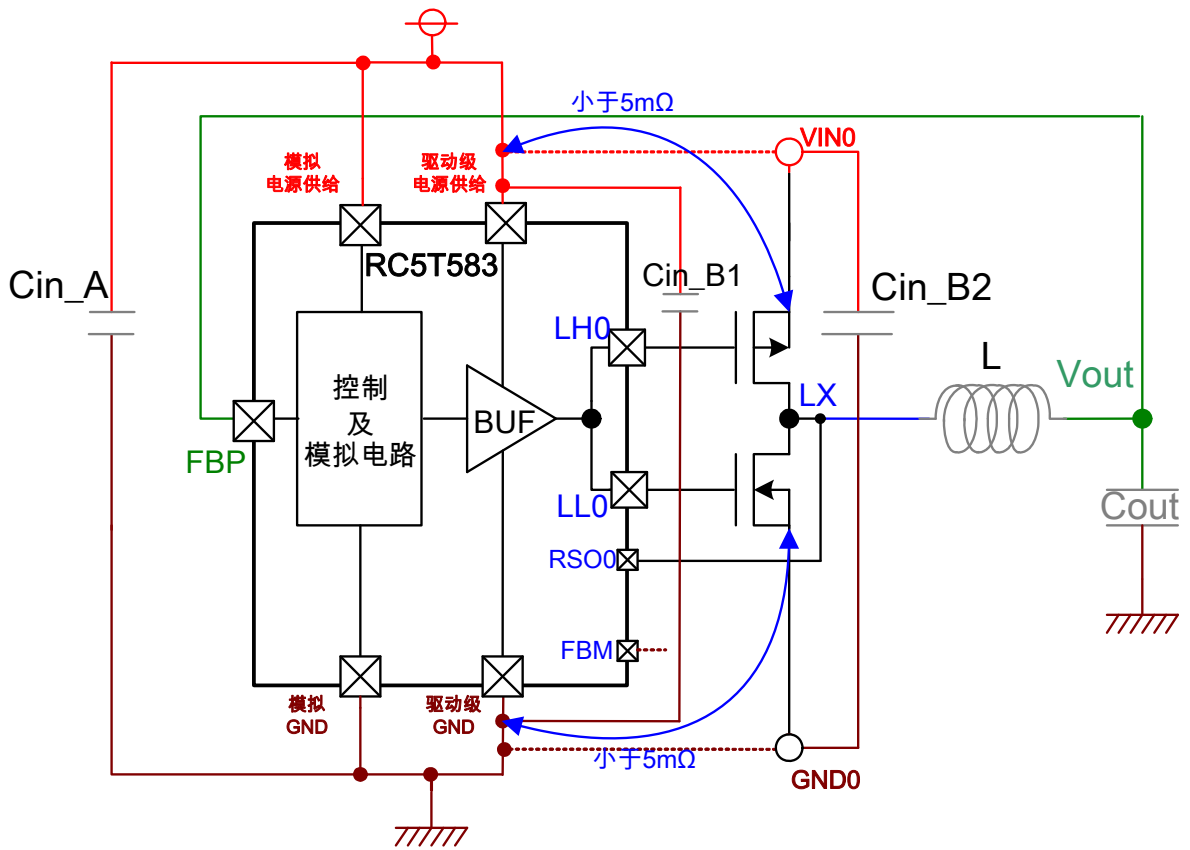 小于5mΩ
VIN0
模拟
电源供给
驱动级
电源供给
RC5T583
Cin_A
Cin_B1
Cin_B2
LH0
控制
及
模拟电路
BUF
LX
L
Vout
FBP
LL0
Cout
RSO0
FBM
模拟
GND
驱动级
GND
小于5mΩ
GND0